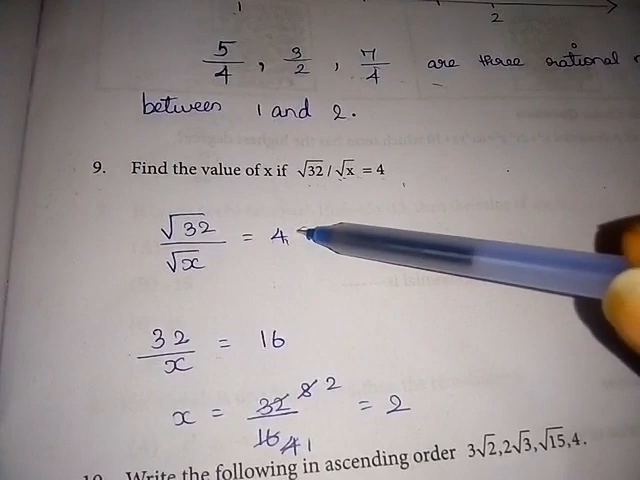 1
2
5/4 , 3/2 , 7/4 are three rational
between 1 and 2.
9. Find the value of x if √32 / √x = 4
√32/√x = 4
32/x = 16
x = 32 8 2 / 16 4 1 = 2
Write the following in ascending order 3√2,2√3,√15,4.